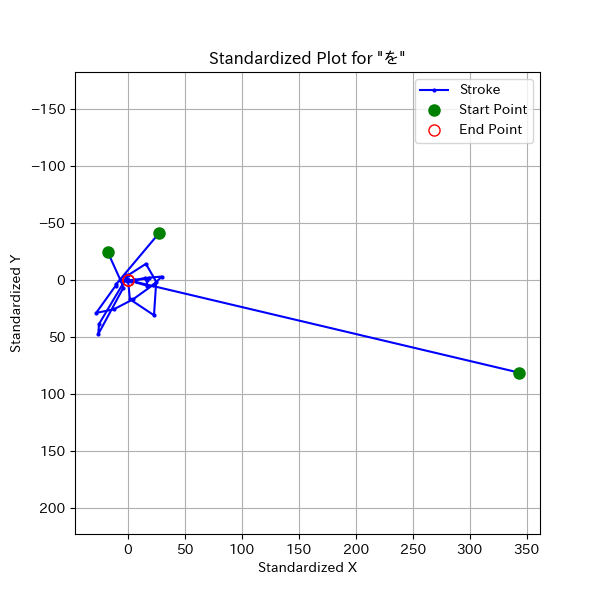 Standardized Plot for "を"
Stroke
Start Point
End Point
−150
−100
−50
0
50
100
150
200
Standardized Y
0 50 100 150 200 250 300 350
Standardized X